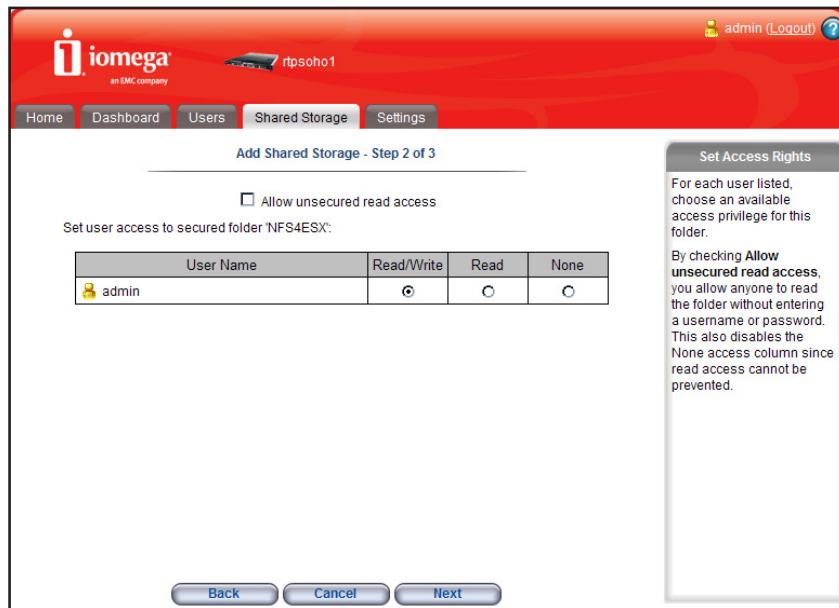 admin (Logout) ?
iomega
an EMC company
rtpsoho1
Home Dashboard Users Shared Storage Settings
Add Shared Storage - Step 2 of 3
Allow unsecured read access
Set user access to secured folder 'NFS4ESX':
User Name Read/Write Read None
admin
Set Access Rights
For each user listed,
choose an available
access privilege for this
folder.
By checking Allow
unsecured read access,
you allow anyone to read
the folder without entering
a username or password.
This also disables the
None access column since
read access cannot be
prevented.
Back Cancel Next